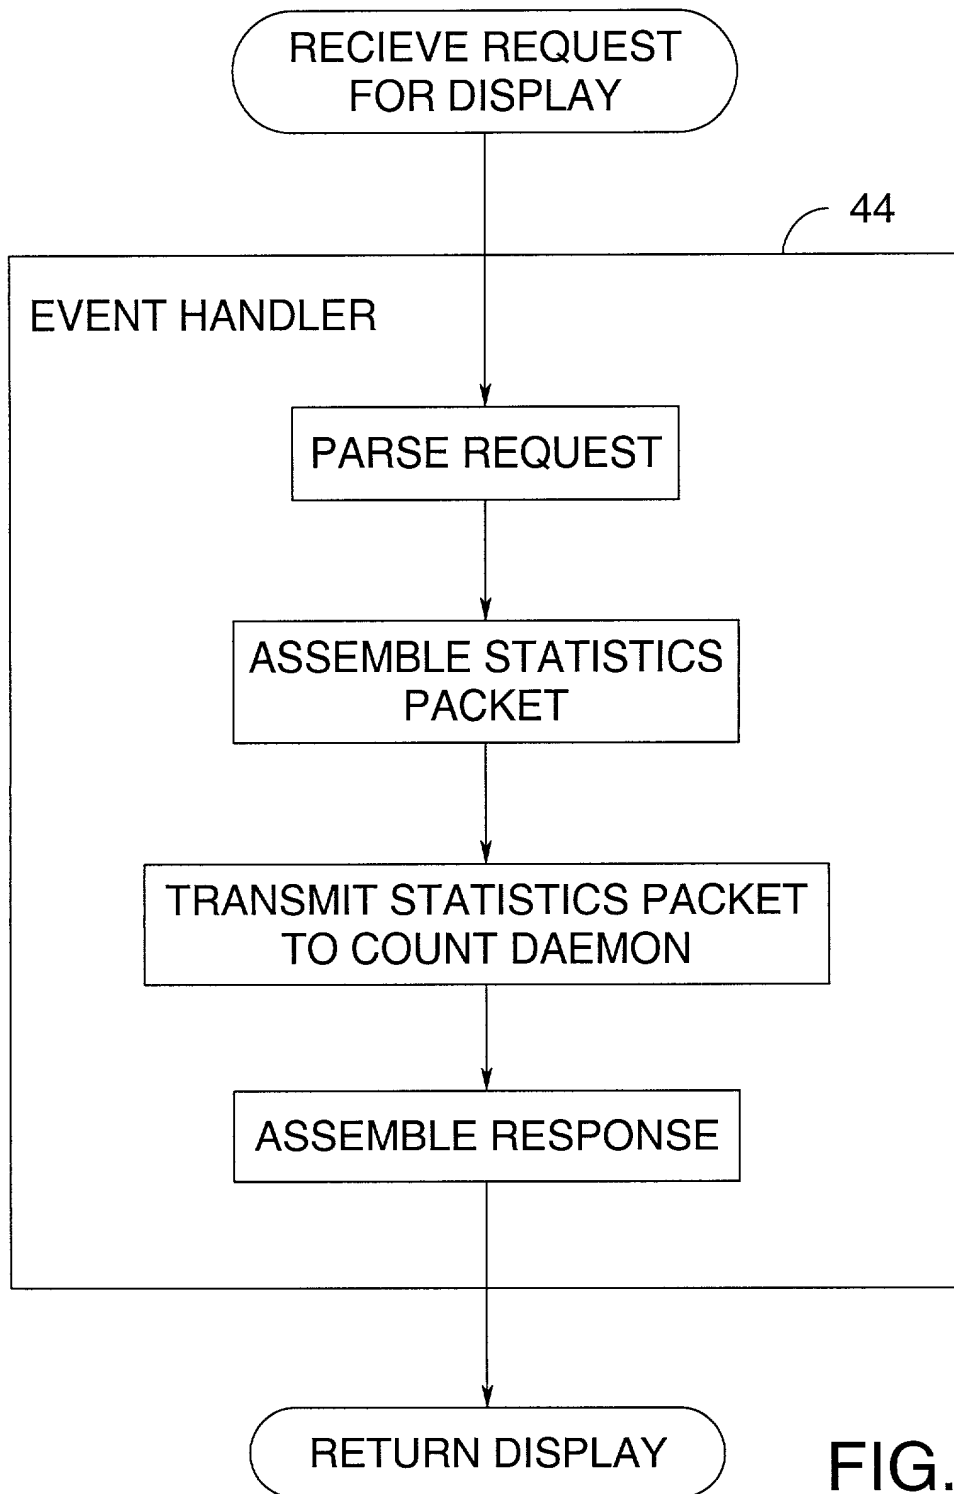 RECIEVE REQUEST
FOR DISPLAY
44
EVENT HANDLER
PARSE REQUEST
ASSEMBLE STATISTICS
PACKET
TRANSMIT STATISTICS PACKET
TO COUNT DAEMON
ASSEMBLE RESPONSE
RETURN DISPLAY
FIG.